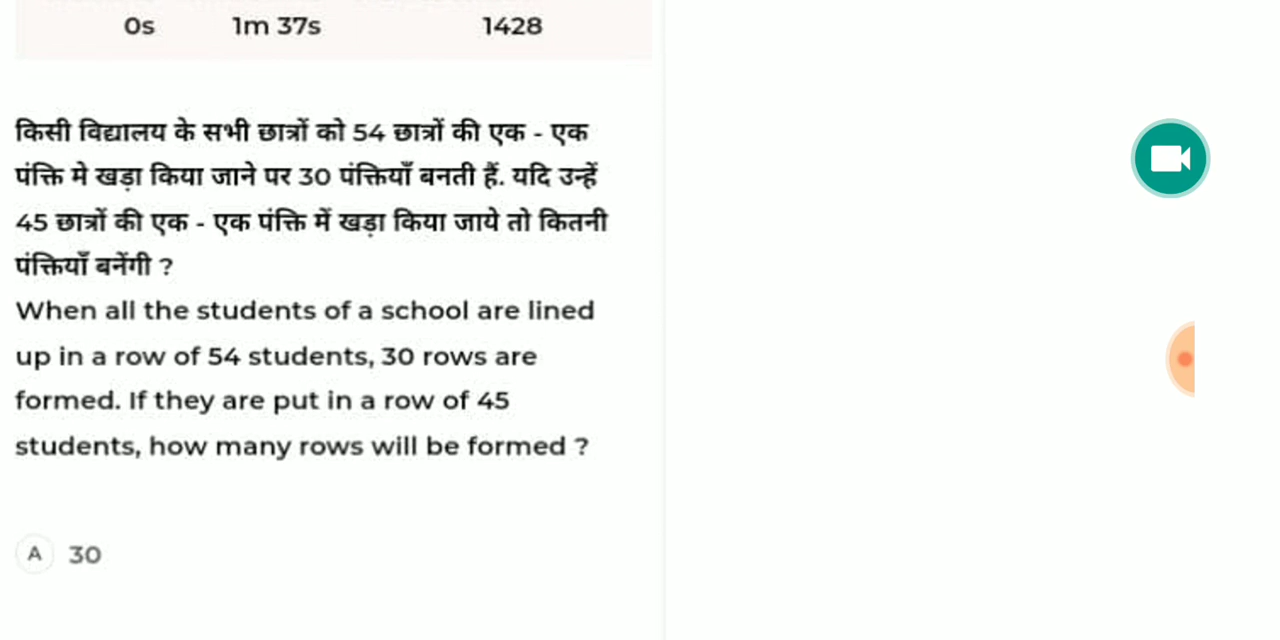 0s 1m 37s 1428
किसी विद्यालय के सभी छात्रों को 54 छात्रों की एक - एक
पंक्ति मे खड़ा किया जाने पर 30 पंक्तियाँ बनती हैं. यदि उन्हें
45 छात्रों की एक - एक पंक्ति में खड़ा किया जाये तो कितनी
पंक्तियाँ बनेंगी ?
When all the students of a school are lined
up in a row of 54 students, 30 rows are
formed. If they are put in a row of 45
students, how many rows will be formed ?
A 30